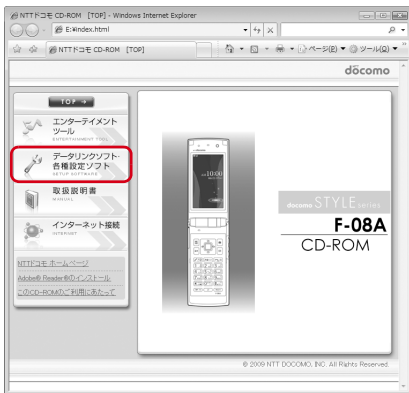 NTTドコモ CD-ROM [TOP] - Windows Internet Explorer
E:¥index.html
NTTドコモ CD-ROM [TOP]
ページ(P)
ツール(O)
döcomo
TOP
エンターテイメント
ツール
ENTERTAINMENT TOOL
データリンクソフト・
各種設定ソフト
SETUP SOFTWARE
取扱説明書
MANUAL
インターネット接続
INTERNET
NTTドコモ ホームページ
Adobe® Reader®のインストール
このCD-ROMのご利用にあたって
10:00
docomo STYLE series
F-08A
CD-ROM
© 2009 NTT DOCOMO, INC. All Rights Reserved.